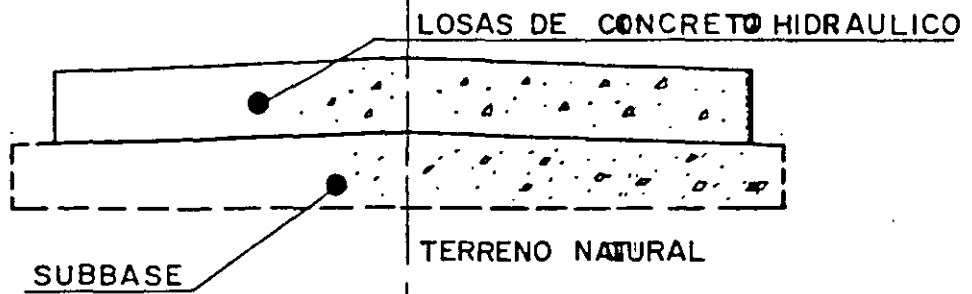 LOSAS DE CONCRETO HIDRAULICO
TERRENO NATURAL
SUBBASE